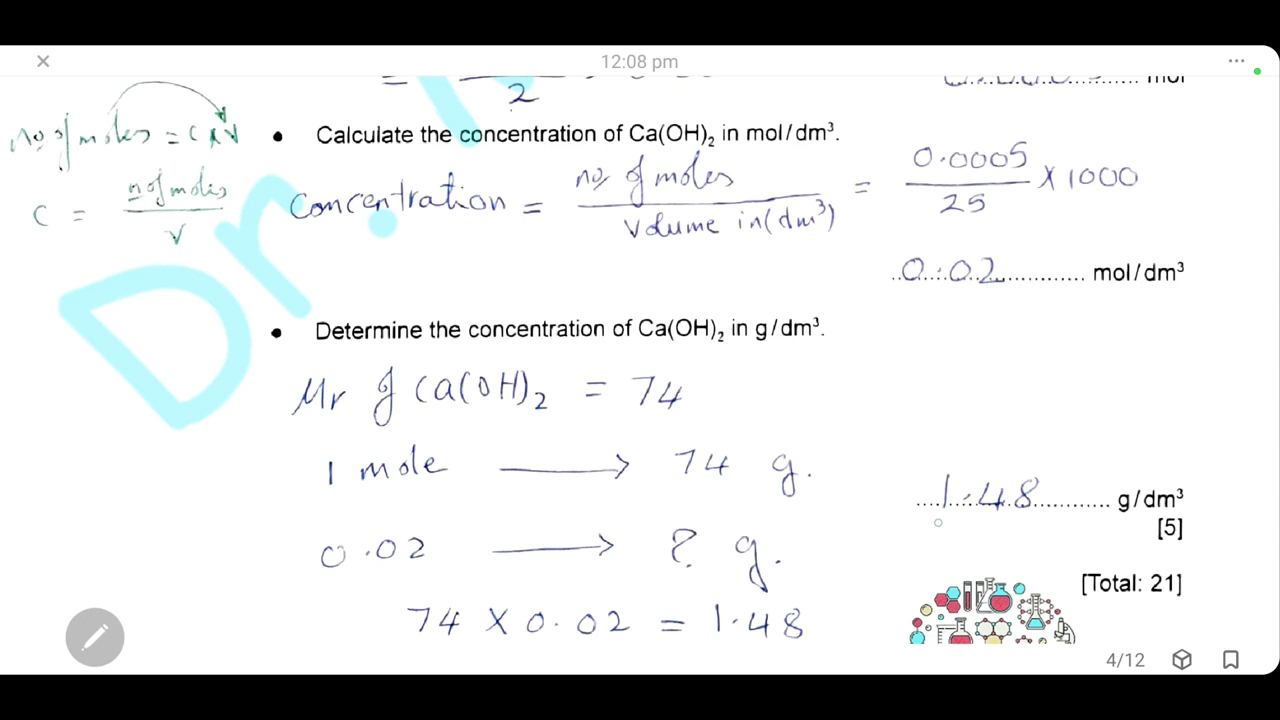 12:08 pm
2
mol
no, of moles = C x V
• Calculate the concentration of Ca(OH)₂ in mol/dm³.
C = n of moles / V
Concentration = no, of moles / Volume in (dm³) = 0.0005 / 25 X 1000
0.02 mol/dm³
• Determine the concentration of Ca(OH)₂ in g/dm³.
Mr of Ca(OH)₂ = 74
1 mole → 74 g.
1.48 g/dm³
[5]
0.02 → ? g.
[Total: 21]
74 X 0.02 = 1.48
4/12
Dr.